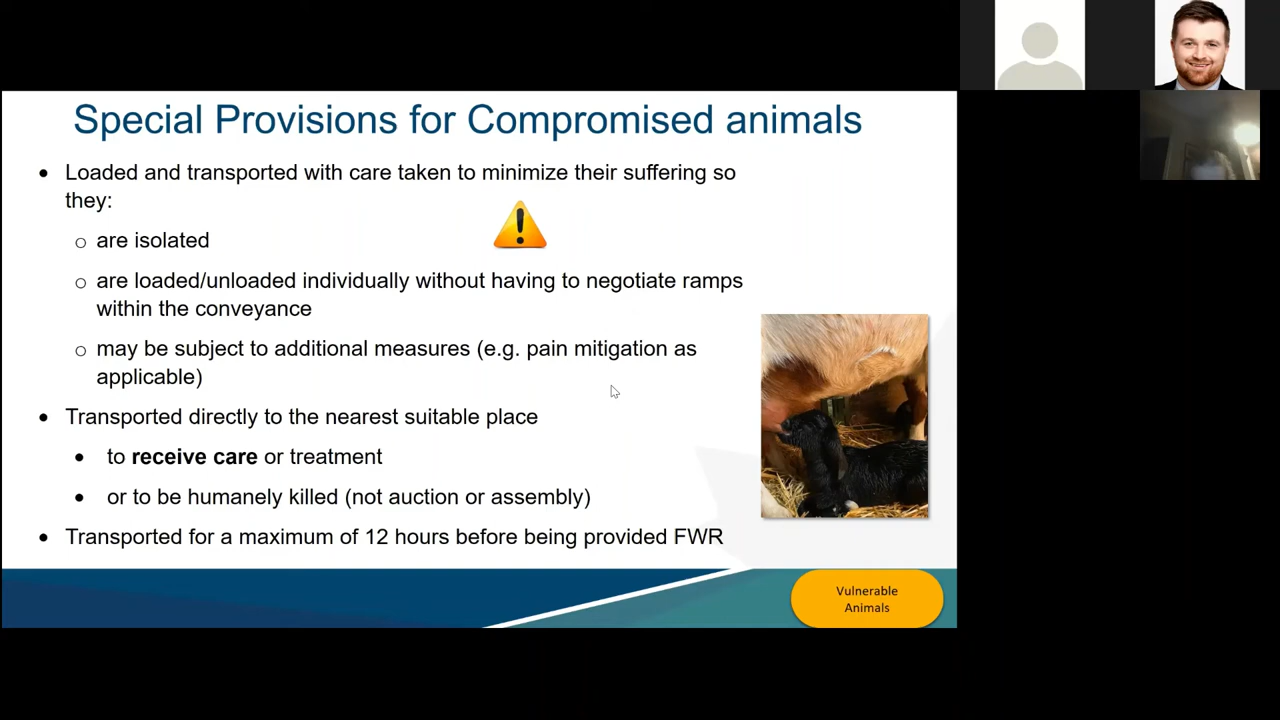 Special Provisions for Compromised animals
• Loaded and transported with care taken to minimize their suffering so
they:
o are isolated
o are loaded/unloaded individually without having to negotiate ramps
within the conveyance
o may be subject to additional measures (e.g. pain mitigation as
applicable)
• Transported directly to the nearest suitable place
• to receive care or treatment
• or to be humanely killed (not auction or assembly)
• Transported for a maximum of 12 hours before being provided FWR
Vulnerable
Animals